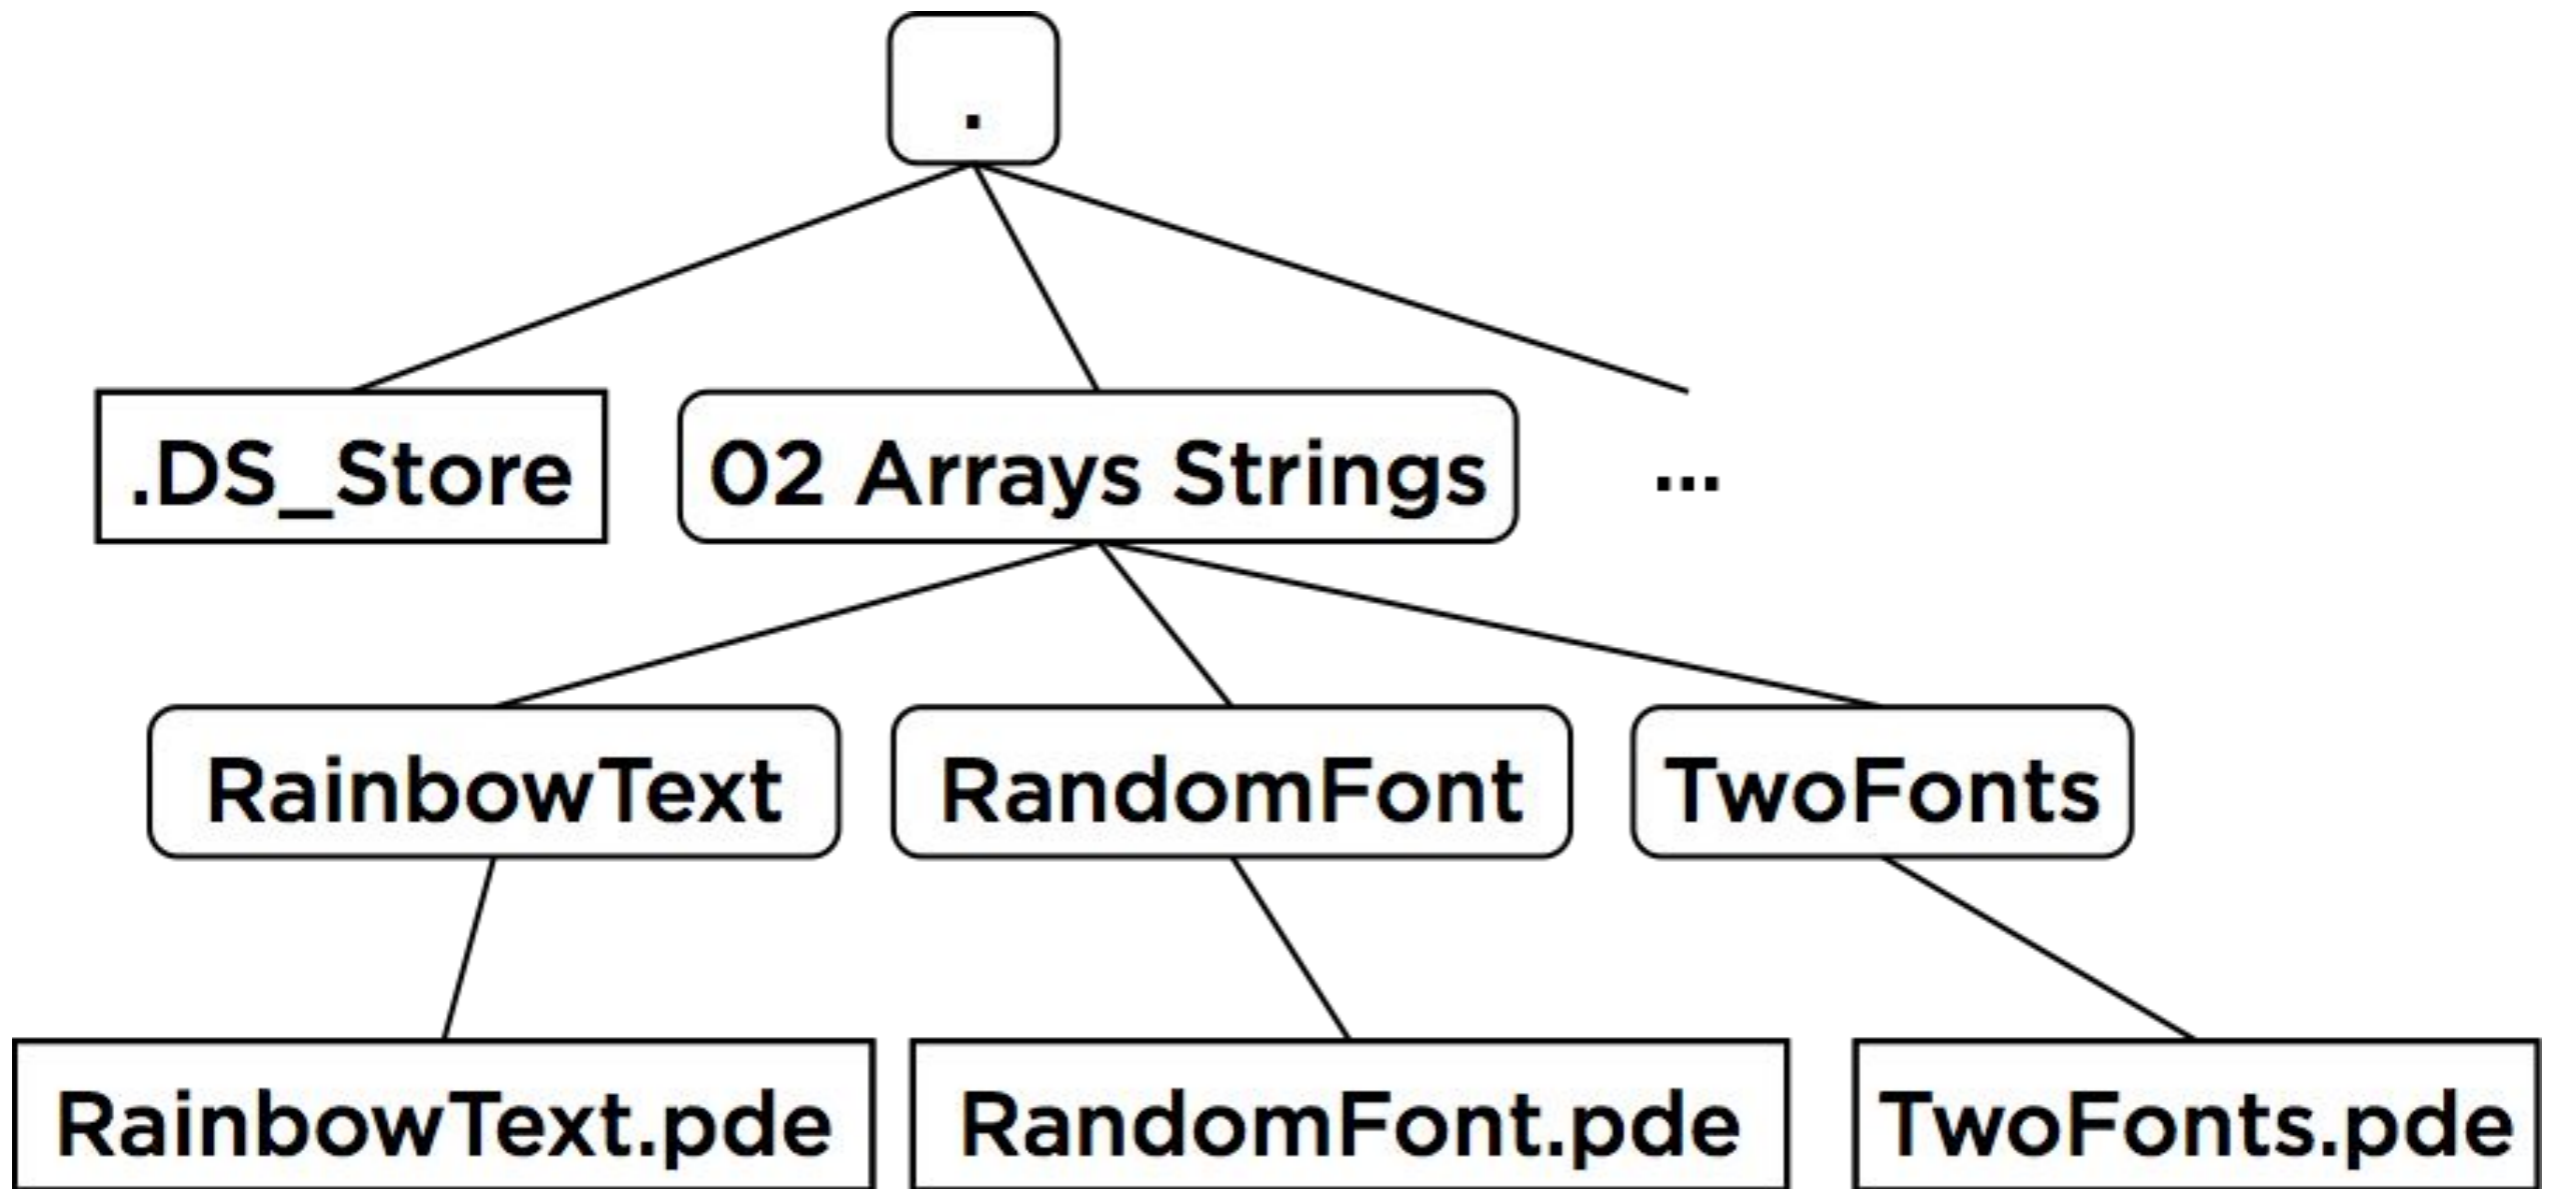 .
.DS_Store
02 Arrays Strings
...
RainbowText
RandomFont
TwoFonts
RainbowText.pde
RandomFont.pde
TwoFonts.pde